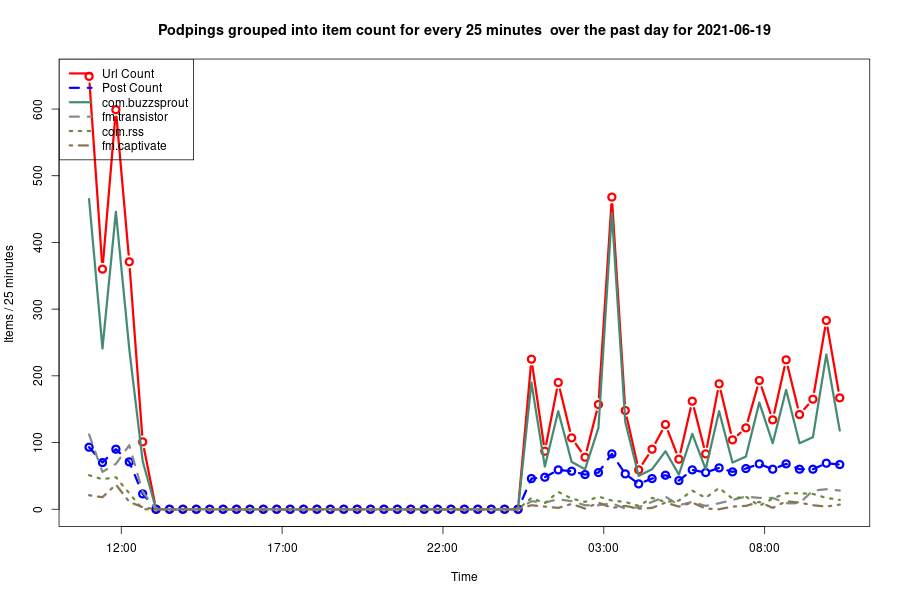 Podpings grouped into item count for every 25 minutes  over the past day for 2021-06-19
Url Count
Post Count
com.buzzsprout
fm.transistor
com.rss
fm.captivate
600
500
400
300
200
100
0
Items / 25 minutes
12:00 17:00 22:00 03:00 08:00
Time